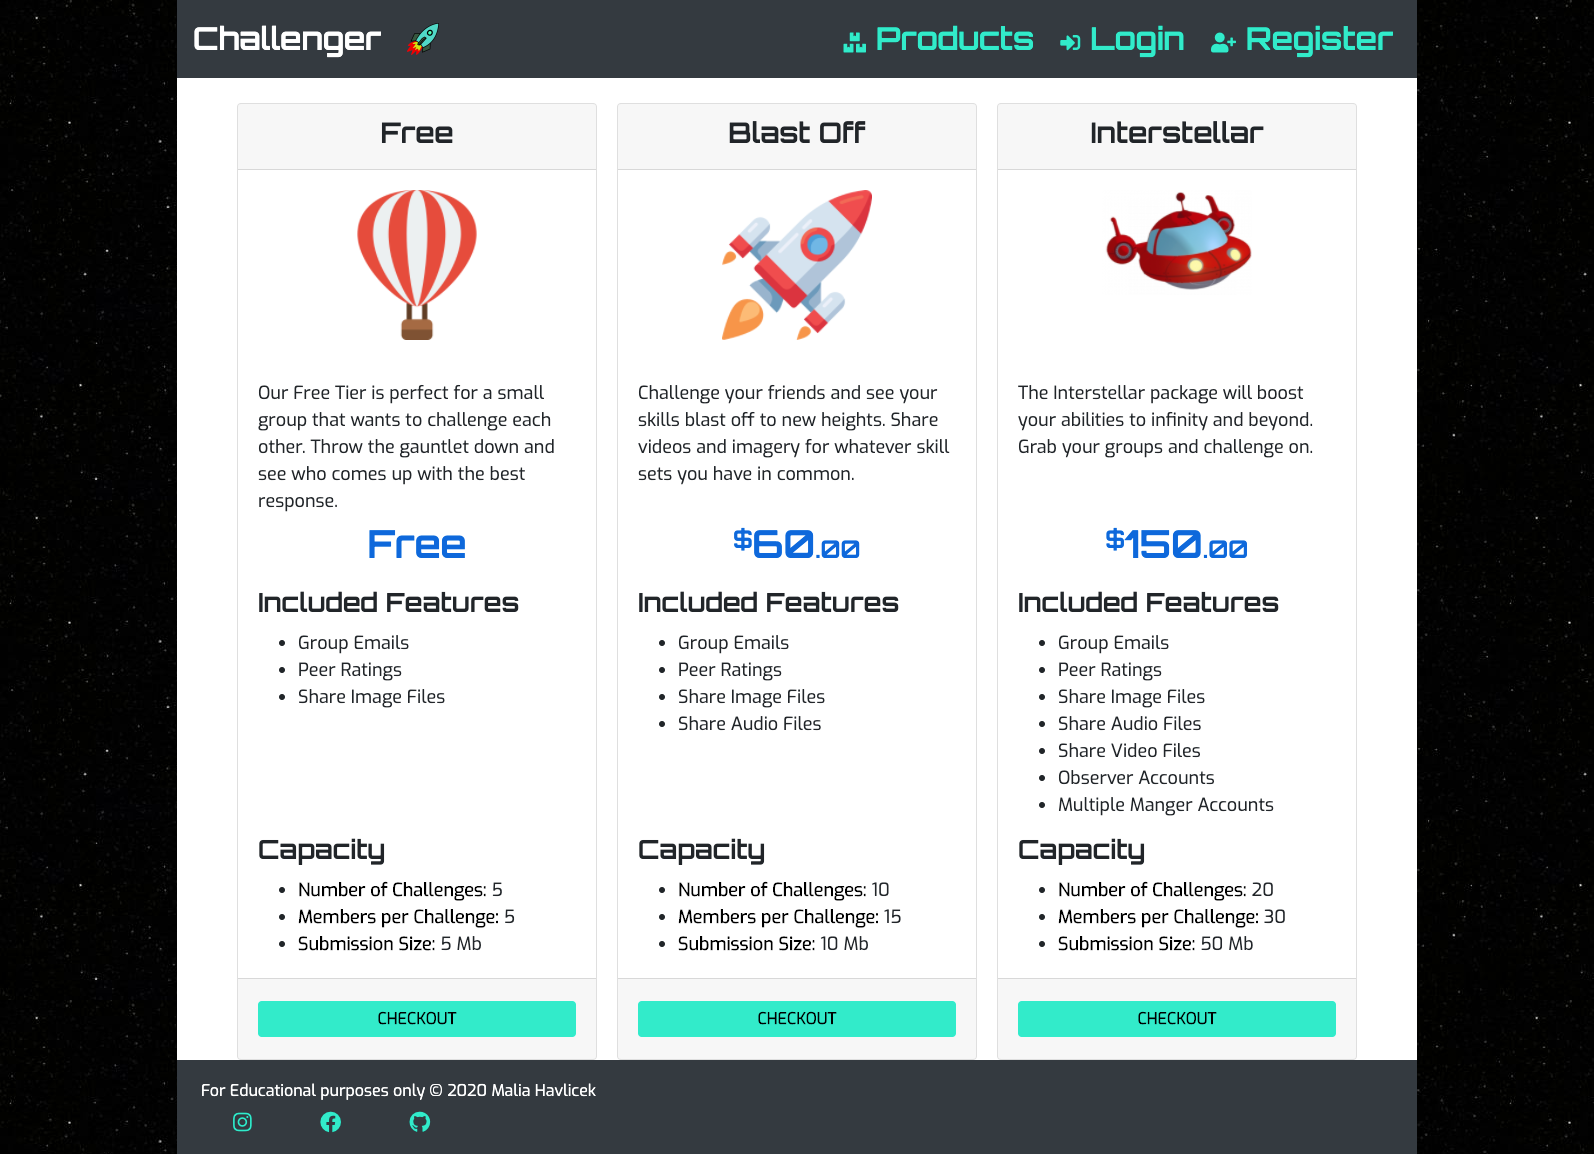 Challenger
Products
Login
Register
Free
Our Free Tier is perfect for a small
group that wants to challenge each
other. Throw the gauntlet down and
see who comes up with the best
response.
Free
Included Features
Group Emails
Peer Ratings
Share Image Files
Capacity
Number of Challenges: 5
Members per Challenge: 5
Submission Size: 5 Mb
CHECKOUT
Blast Off
Challenge your friends and see your
skills blast off to new heights. Share
videos and imagery for whatever skill
sets you have in common.
$60.00
Included Features
Group Emails
Peer Ratings
Share Image Files
Share Audio Files
Capacity
Number of Challenges: 10
Members per Challenge: 15
Submission Size: 10 Mb
CHECKOUT
Interstellar
The Interstellar package will boost
your abilities to infinity and beyond.
Grab your groups and challenge on.
$150.00
Included Features
Group Emails
Peer Ratings
Share Image Files
Share Audio Files
Share Video Files
Observer Accounts
Multiple Manger Accounts
Capacity
Number of Challenges: 20
Members per Challenge: 30
Submission Size: 50 Mb
CHECKOUT
For Educational purposes only © 2020 Malia Havlicek